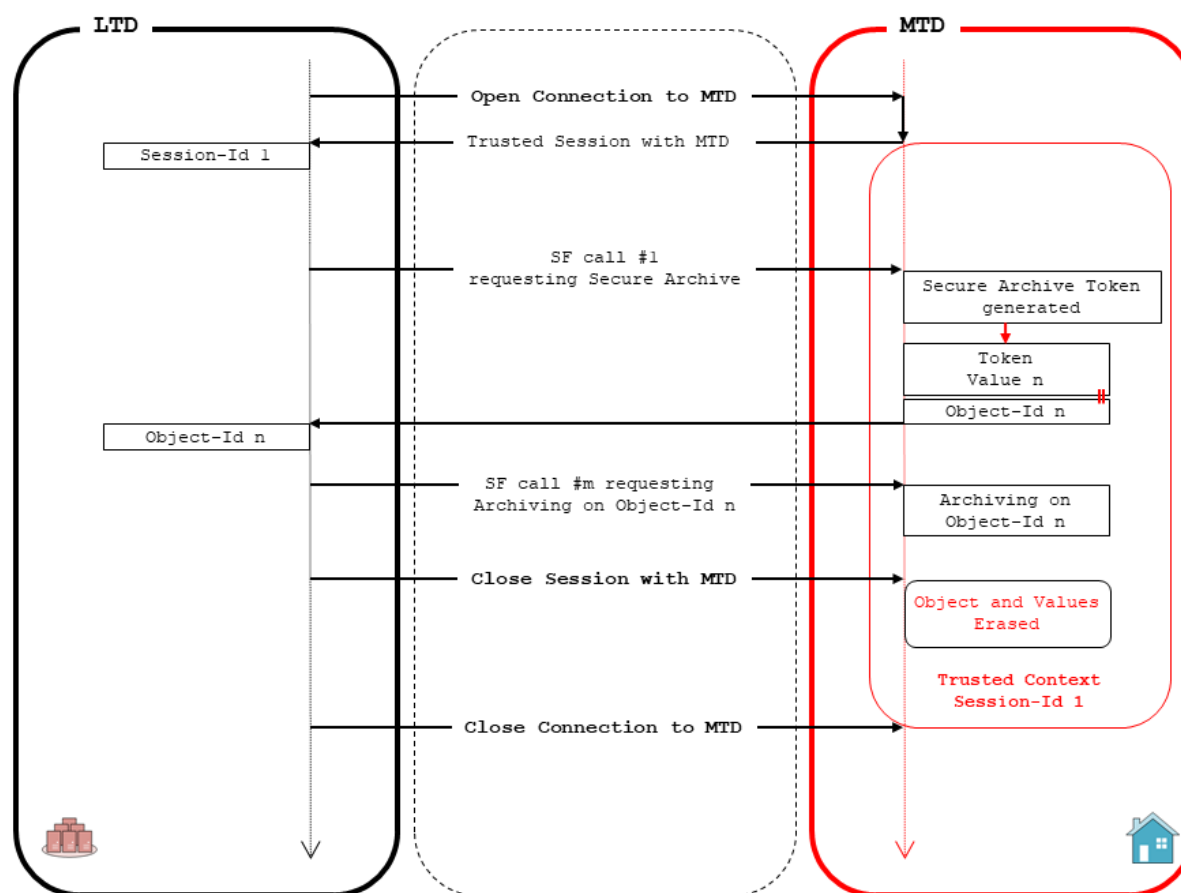 LTD
MTD
Open Connection to MTD
Trusted Session with MTD
Session-Id 1
SF call #1
requesting Secure Archive
Secure Archive Token
generated
Token
Value n
Object-Id n
Object-Id n
SF call #m requesting
Archiving on Object-Id n
Archiving on
Object-Id n
Close Session with MTD
Object and Values
Erased
Trusted Context
Session-Id 1
Close Connection to MTD